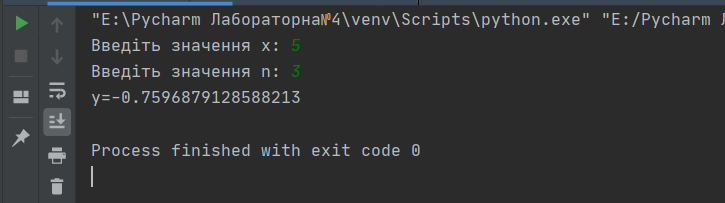 "E:\Pycharm Лабораторна№4\venv\Scripts\python.exe" "E:/Pycharm Л
Введіть значення x: 5
Введіть значення n: 3
y=-0.7596879128588213
Process finished with exit code 0